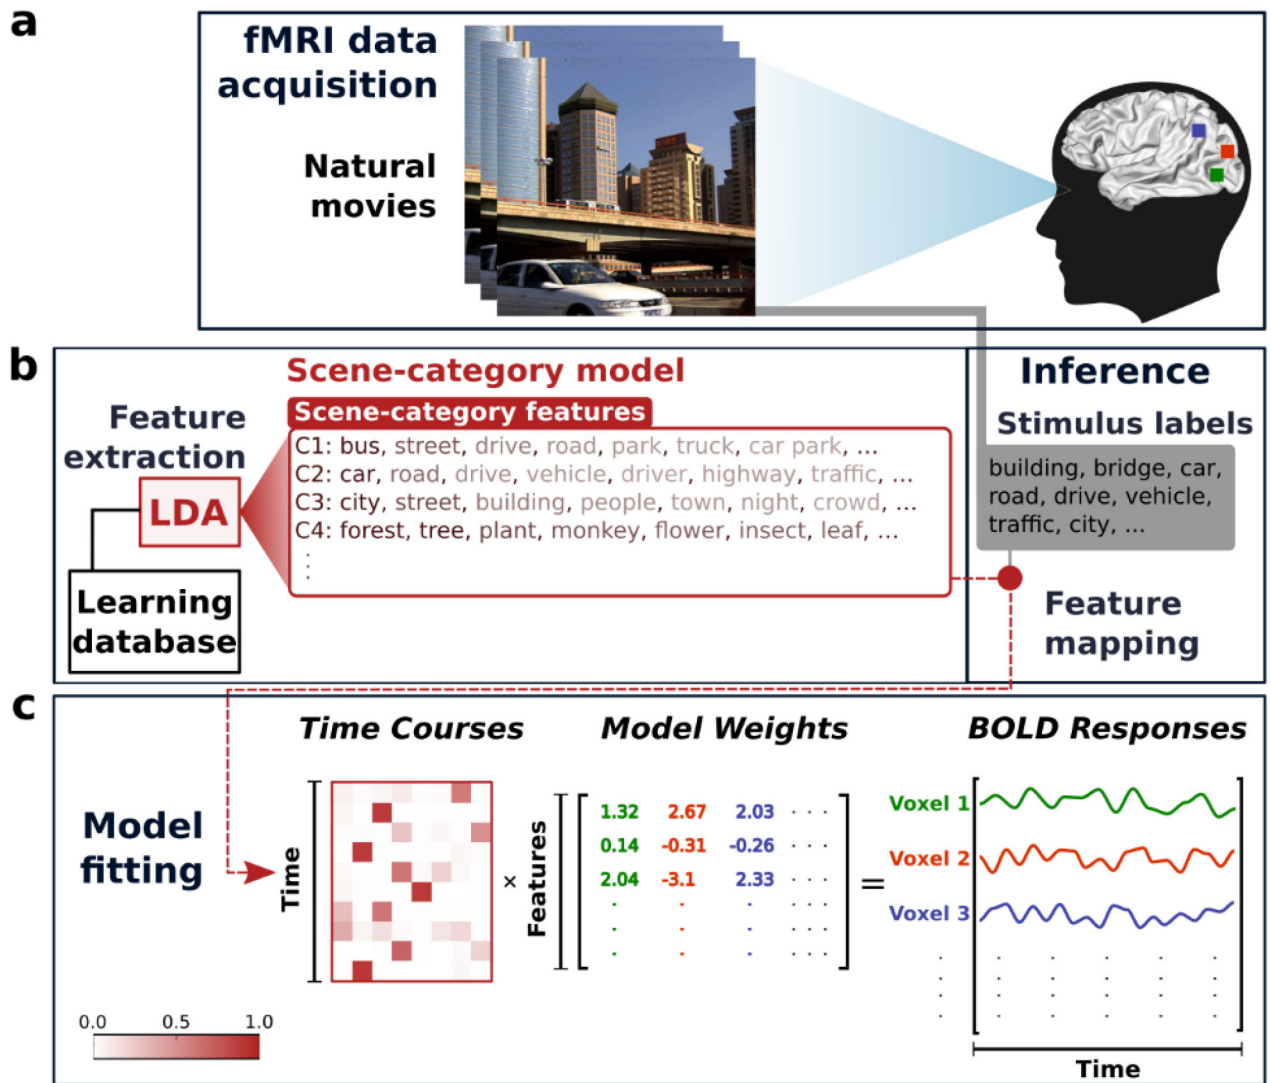 a
fMRI data
acquisition
Natural
movies
b
Scene-category model
Scene-category features
Feature
extraction
LDA
Learning
database
C1: bus, street, drive, road, park, truck, car park, ...
C2: car, road, drive, vehicle, driver, highway, traffic, ...
C3: city, street, building, people, town, night, crowd, ...
C4: forest, tree, plant, monkey, flower, insect, leaf, ...
Inference
Stimulus labels
building, bridge, car,
road, drive, vehicle,
traffic, city, ...
Feature
mapping
c
Model
fitting
Time Courses
Time
×
Model Weights
Features
1.32 2.67 2.03 · · ·
0.14 -0.31 -0.26 · · ·
2.04 -3.1 2.33 · · ·
=
BOLD Responses
Voxel 1
Voxel 2
Voxel 3
Time
0.0 0.5 1.0